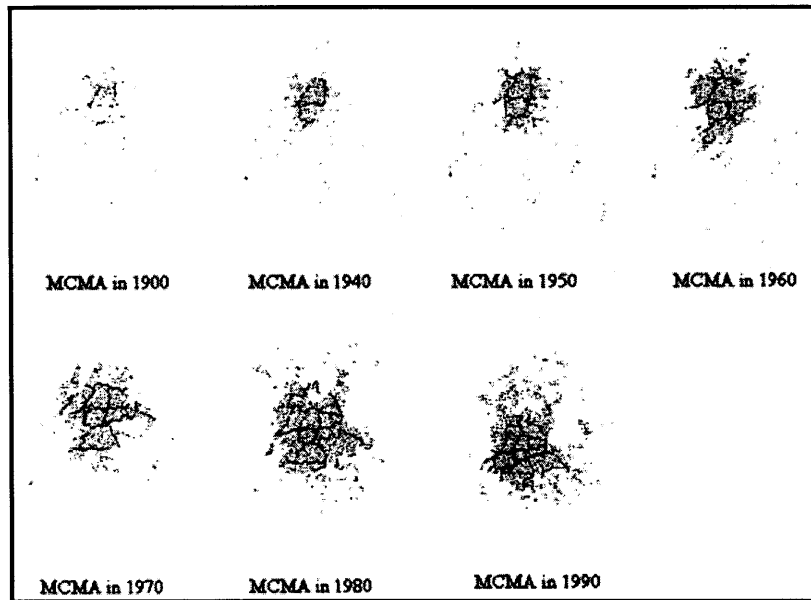 MCMA in 1900
MCMA in 1940
MCMA in 1950
MCMA in 1960
MCMA in 1970
MCMA in 1980
MCMA in 1990